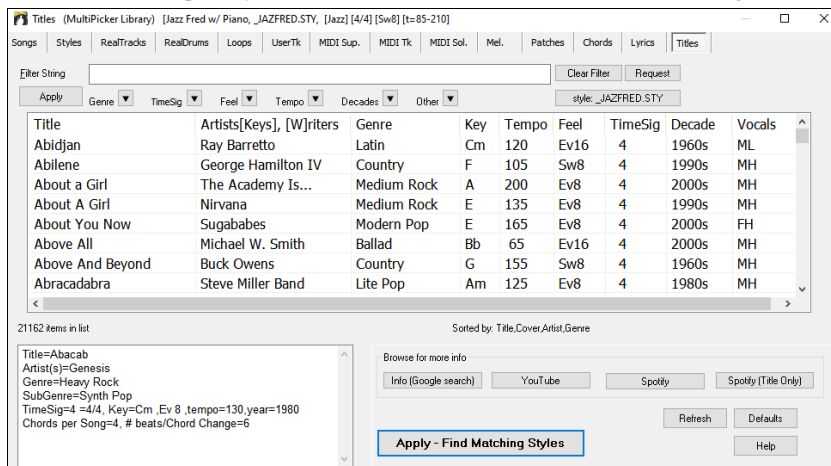 Titles (MultiPicker Library) [Jazz Fred w/ Piano, _JAZFRED.STY, [Jazz] [4/4] [Sw8] [t=85-210]
Songs Styles RealTracks RealDrums Loops UserTk MIDI Sup. MIDI Tk MIDI Sol. Mel. Patches Chords Lyrics Titles
Filter String Clear Filter Request
Apply Genre TimeSig Feel Tempo Decades Other style: _JAZFRED.STY
Title Artists[Keys], [W]riters Genre Key Tempo Feel TimeSig Decade Vocals
Abidjan Ray Barretto Latin Cm 120 Ev16 4 1960s ML
Abilene George Hamilton IV Country F 105 Sw8 4 1990s MH
About a Girl The Academy Is... Medium Rock A 200 Ev8 4 2000s MH
About A Girl Nirvana Medium Rock E 135 Ev8 4 1990s MH
About You Now Sugababes Modern Pop E 165 Ev8 4 2000s FH
Above All Michael W. Smith Ballad Bb 65 Ev16 4 2000s MH
Above And Beyond Buck Owens Country G 155 Sw8 4 1960s MH
Abracadabra Steve Miller Band Lite Pop Am 125 Ev8 4 1980s MH
21162 items in list Sorted by: Title,Cover,Artist,Genre
Title=Abacab
Artist(s)=Genesis
Genre=Heavy Rock
SubGenre=Synth Pop
TimeSig=4 =4/4, Key=Cm ,Ev 8 ,tempo=130,year=1980
Chords per Song=4, # beats/Chord Change=6
Browse for more info
Info (Google search) YouTube Spotify Spotify (Title Only)
Refresh Defaults
Apply - Find Matching Styles Help